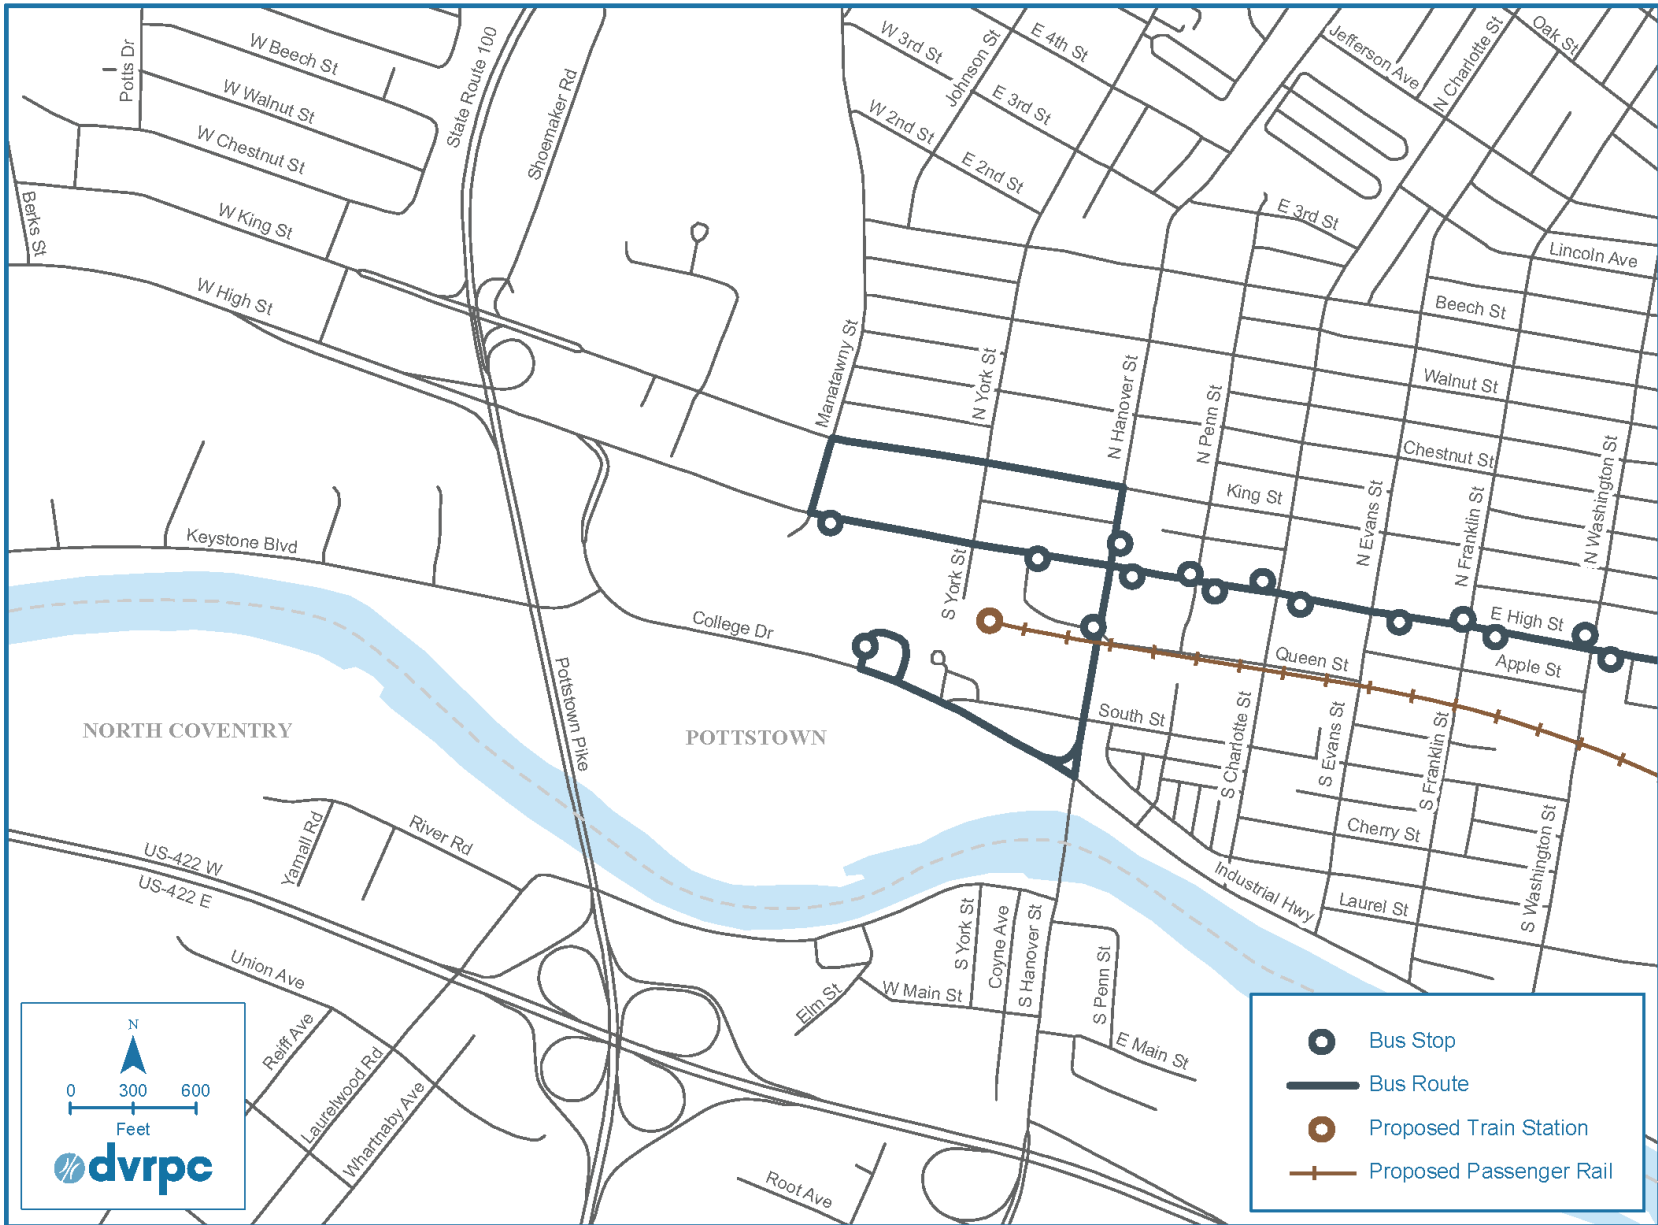 Potts Dr
W Beech St
State Route 100
Shoemaker Rd
W 3rd St
Johnson St
E 4th St
Jefferson Ave
N Charlotte St
Oak St
W Walnut St
W Chestnut St
W 2nd St
E 3rd St
E 2nd St
Berks St
W King St
E 3rd St
Lincoln Ave
W High St
Beech St
Manatawny St
N York St
N Hanover St
N Penn St
Walnut St
Chestnut St
King St
N Evans St
N Franklin St
N Washington St
Keystone Blvd
S York St
College Dr
E High St
Queen St
Apple St
Pottstown Pike
NORTH COVENTRY
POTTSTOWN
South St
S Charlotte St
S Evans St
S Franklin St
Yarnall Rd
River Rd
Cherry St
US-422 W
US-422 E
Industrial Hwy
Laurel St
S Washington St
Union Ave
S York St
Coyne Ave
S Hanover St
S Penn St
Elm St
W Main St
E Main St
Reiff Ave
Laurelwood Rd
Whartnaby Ave
Root Ave
N
0 300 600
Feet
dvrpc
Bus Stop
Bus Route
Proposed Train Station
Proposed Passenger Rail